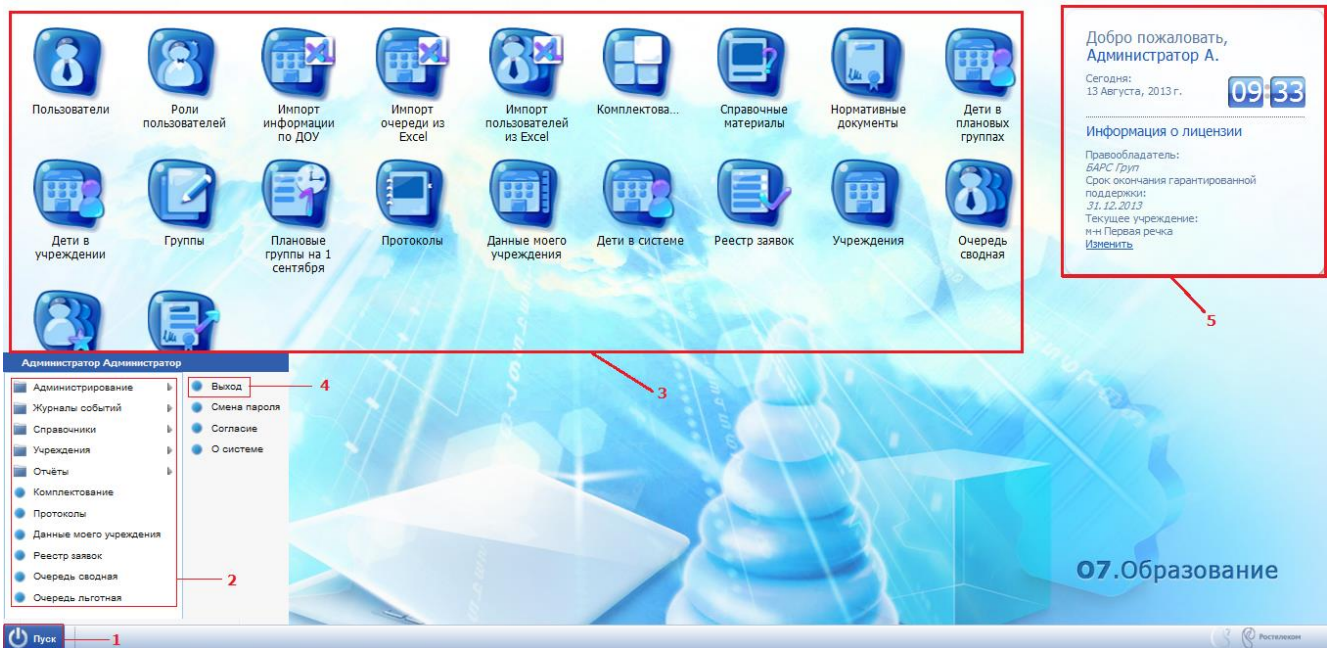 Пользователи
Роли
пользователей
Импорт
информации
по ДОУ
Импорт
очереди из
Excel
Импорт
пользователей
из Excel
Комплектова...
Справочные
материалы
Нормативные
документы
Дети в
плановых
группах
Дети в
учреждении
Группы
Плановые
группы на 1
сентября
Протоколы
Данные моего
учреждения
Дети в системе
Реестр заявок
Учреждения
Очередь
сводная
Добро пожаловать,
Администратор А.
Сегодня:
13 Августа, 2013 г.
09:33
Информация о лицензии
Правообладатель:
БАРС Груп
Срок окончания гарантированной
поддержки:
31.12.2013
Текущее учреждение:
м-н Первая речка
Изменить
5
3
Администратор Администратор
Администрирование
Журналы событий
Справочники
Учреждения
Отчёты
Комплектование
Протоколы
Данные моего учреждения
Реестр заявок
Очередь сводная
Очередь льготная
2
Выход
4
Смена пароля
Согласие
О системе
О7.Образование
Пуск
1
Ростелеком